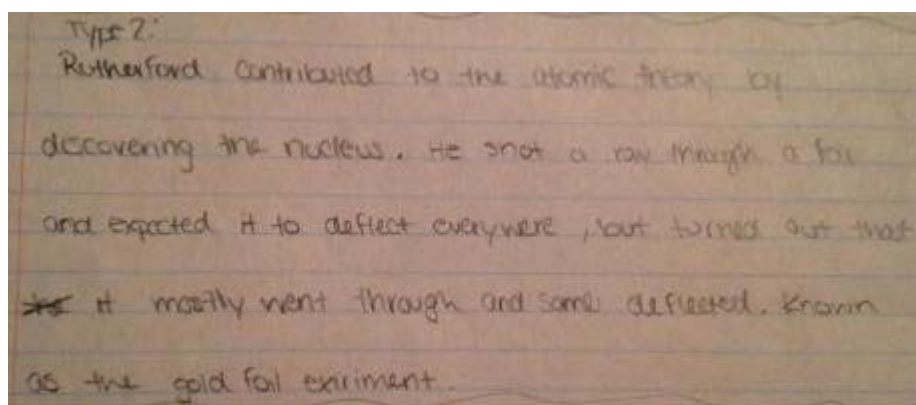 Type 2:
Rutherford contributed to the atomic theory by
discovering the nucleus. He shot a ray through a foil
and expected it to deflect everywere, but turned out that
it mostly went through and some deflected. Known
as the gold foil exriment.